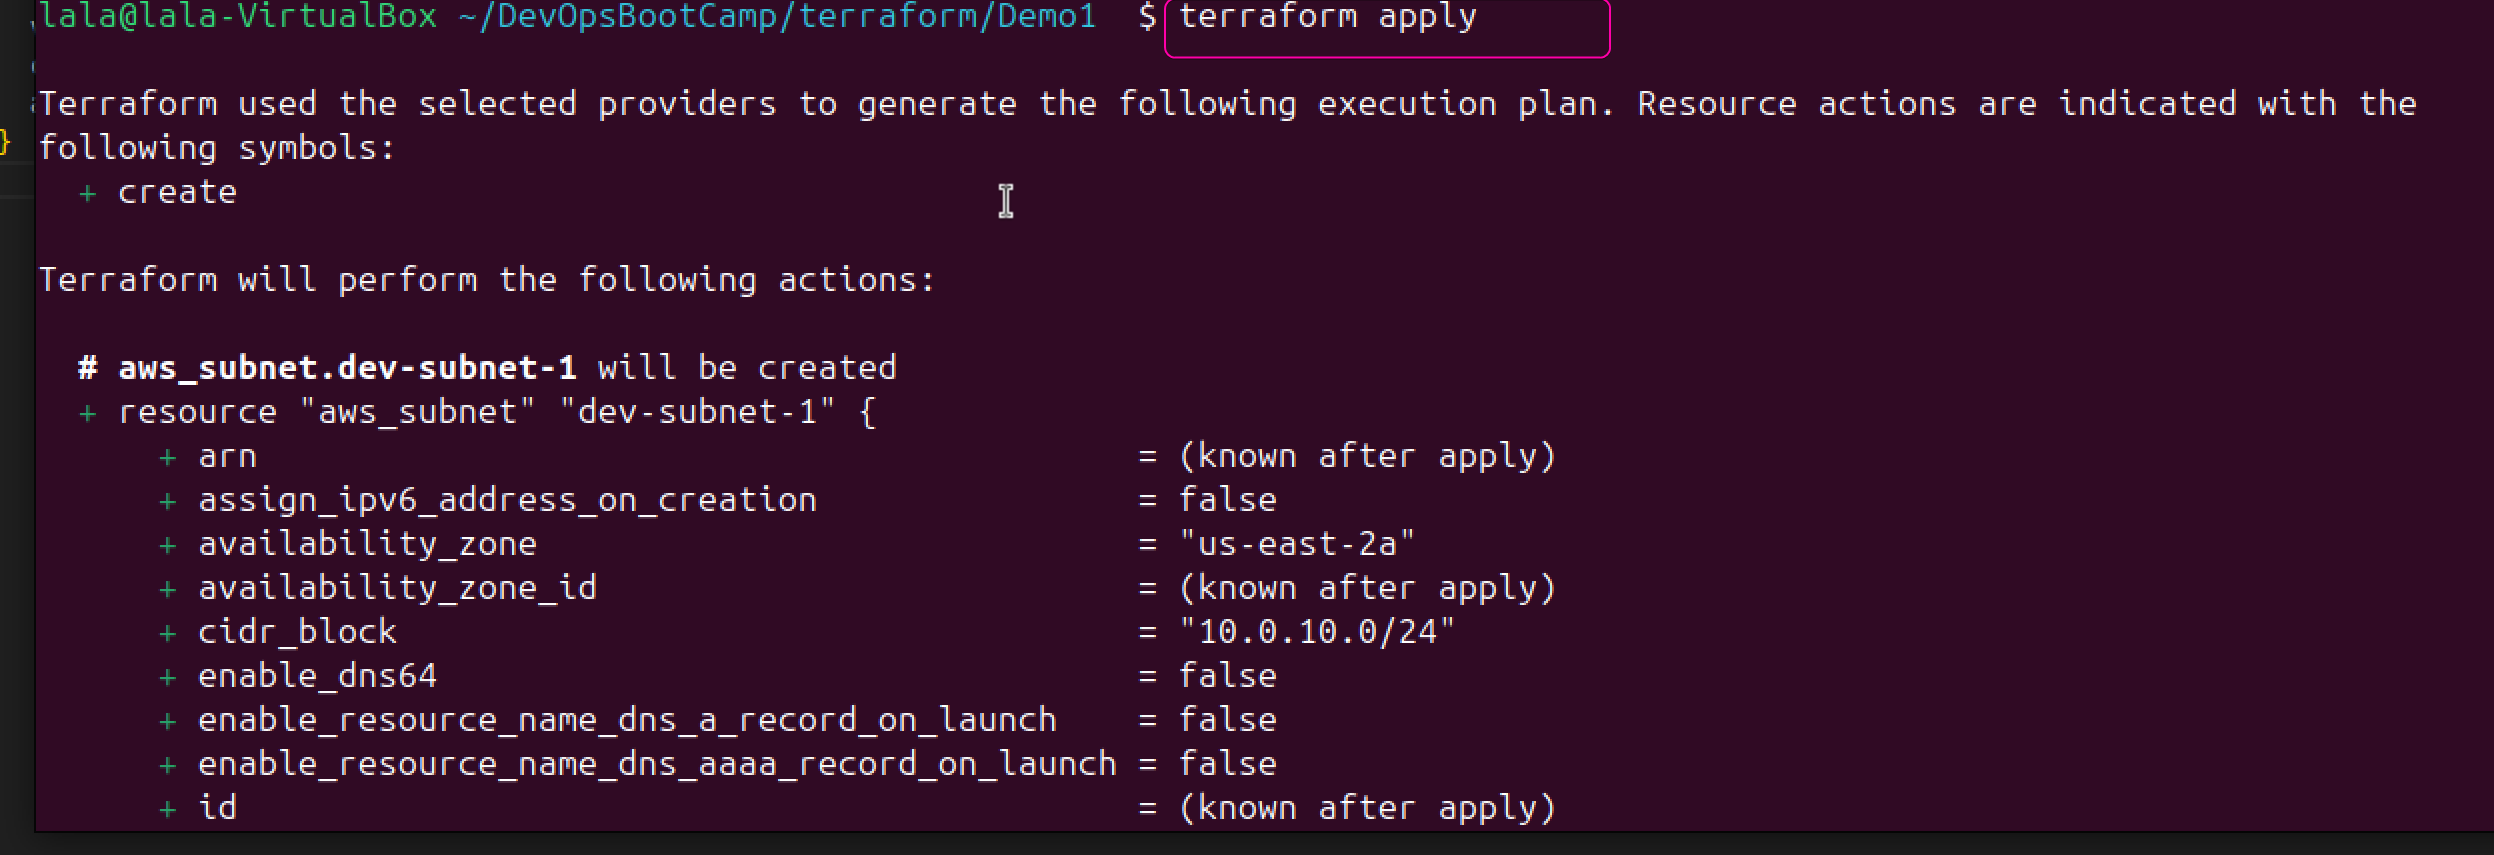 lala@lala-VirtualBox ~/DevOpsBootCamp/terraform/Demo1 $ terraform apply
Terraform used the selected providers to generate the following execution plan. Resource actions are indicated with the
following symbols:
+ create
Terraform will perform the following actions:
# aws_subnet.dev-subnet-1 will be created
+ resource "aws_subnet" "dev-subnet-1" {
+ arn = (known after apply)
+ assign_ipv6_address_on_creation = false
+ availability_zone = "us-east-2a"
+ availability_zone_id = (known after apply)
+ cidr_block = "10.0.10.0/24"
+ enable_dns64 = false
+ enable_resource_name_dns_a_record_on_launch = false
+ enable_resource_name_dns_aaaa_record_on_launch = false
+ id = (known after apply)
}